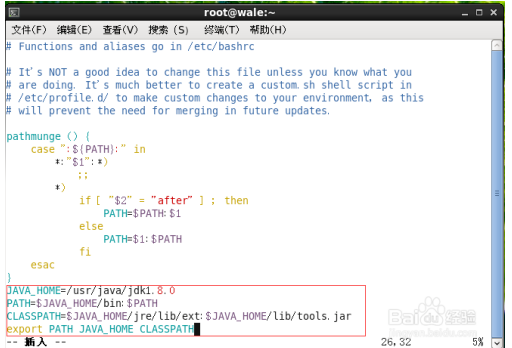 root@wale:~
文件(F) 编辑(E) 查看(V) 搜索 (S) 终端(T) 帮助(H)
# Functions and aliases go in /etc/bashrc
# It's NOT a good idea to change this file unless you know what you
# are doing. It's much better to create a custom.sh shell script in
# /etc/profile.d/ to make custom changes to your environment, as this
# will prevent the need for merging in future updates.
pathmunge () {
case ":${PATH}:" in
*:"$1":*)
;;
*)
if [ "$2" = "after" ] ; then
PATH=$PATH:$1
else
PATH=$1:$PATH
fi
esac
}
JAVA_HOME=/usr/java/jdk1.8.0
PATH=$JAVA_HOME/bin:$PATH
CLASSPATH=$JAVA_HOME/jre/lib/ext:$JAVA_HOME/lib/tools.jar
export PATH JAVA_HOME CLASSPATH
-- 插入 -- 26,32 5%
Baidu 经验
jingyan.baidu.com